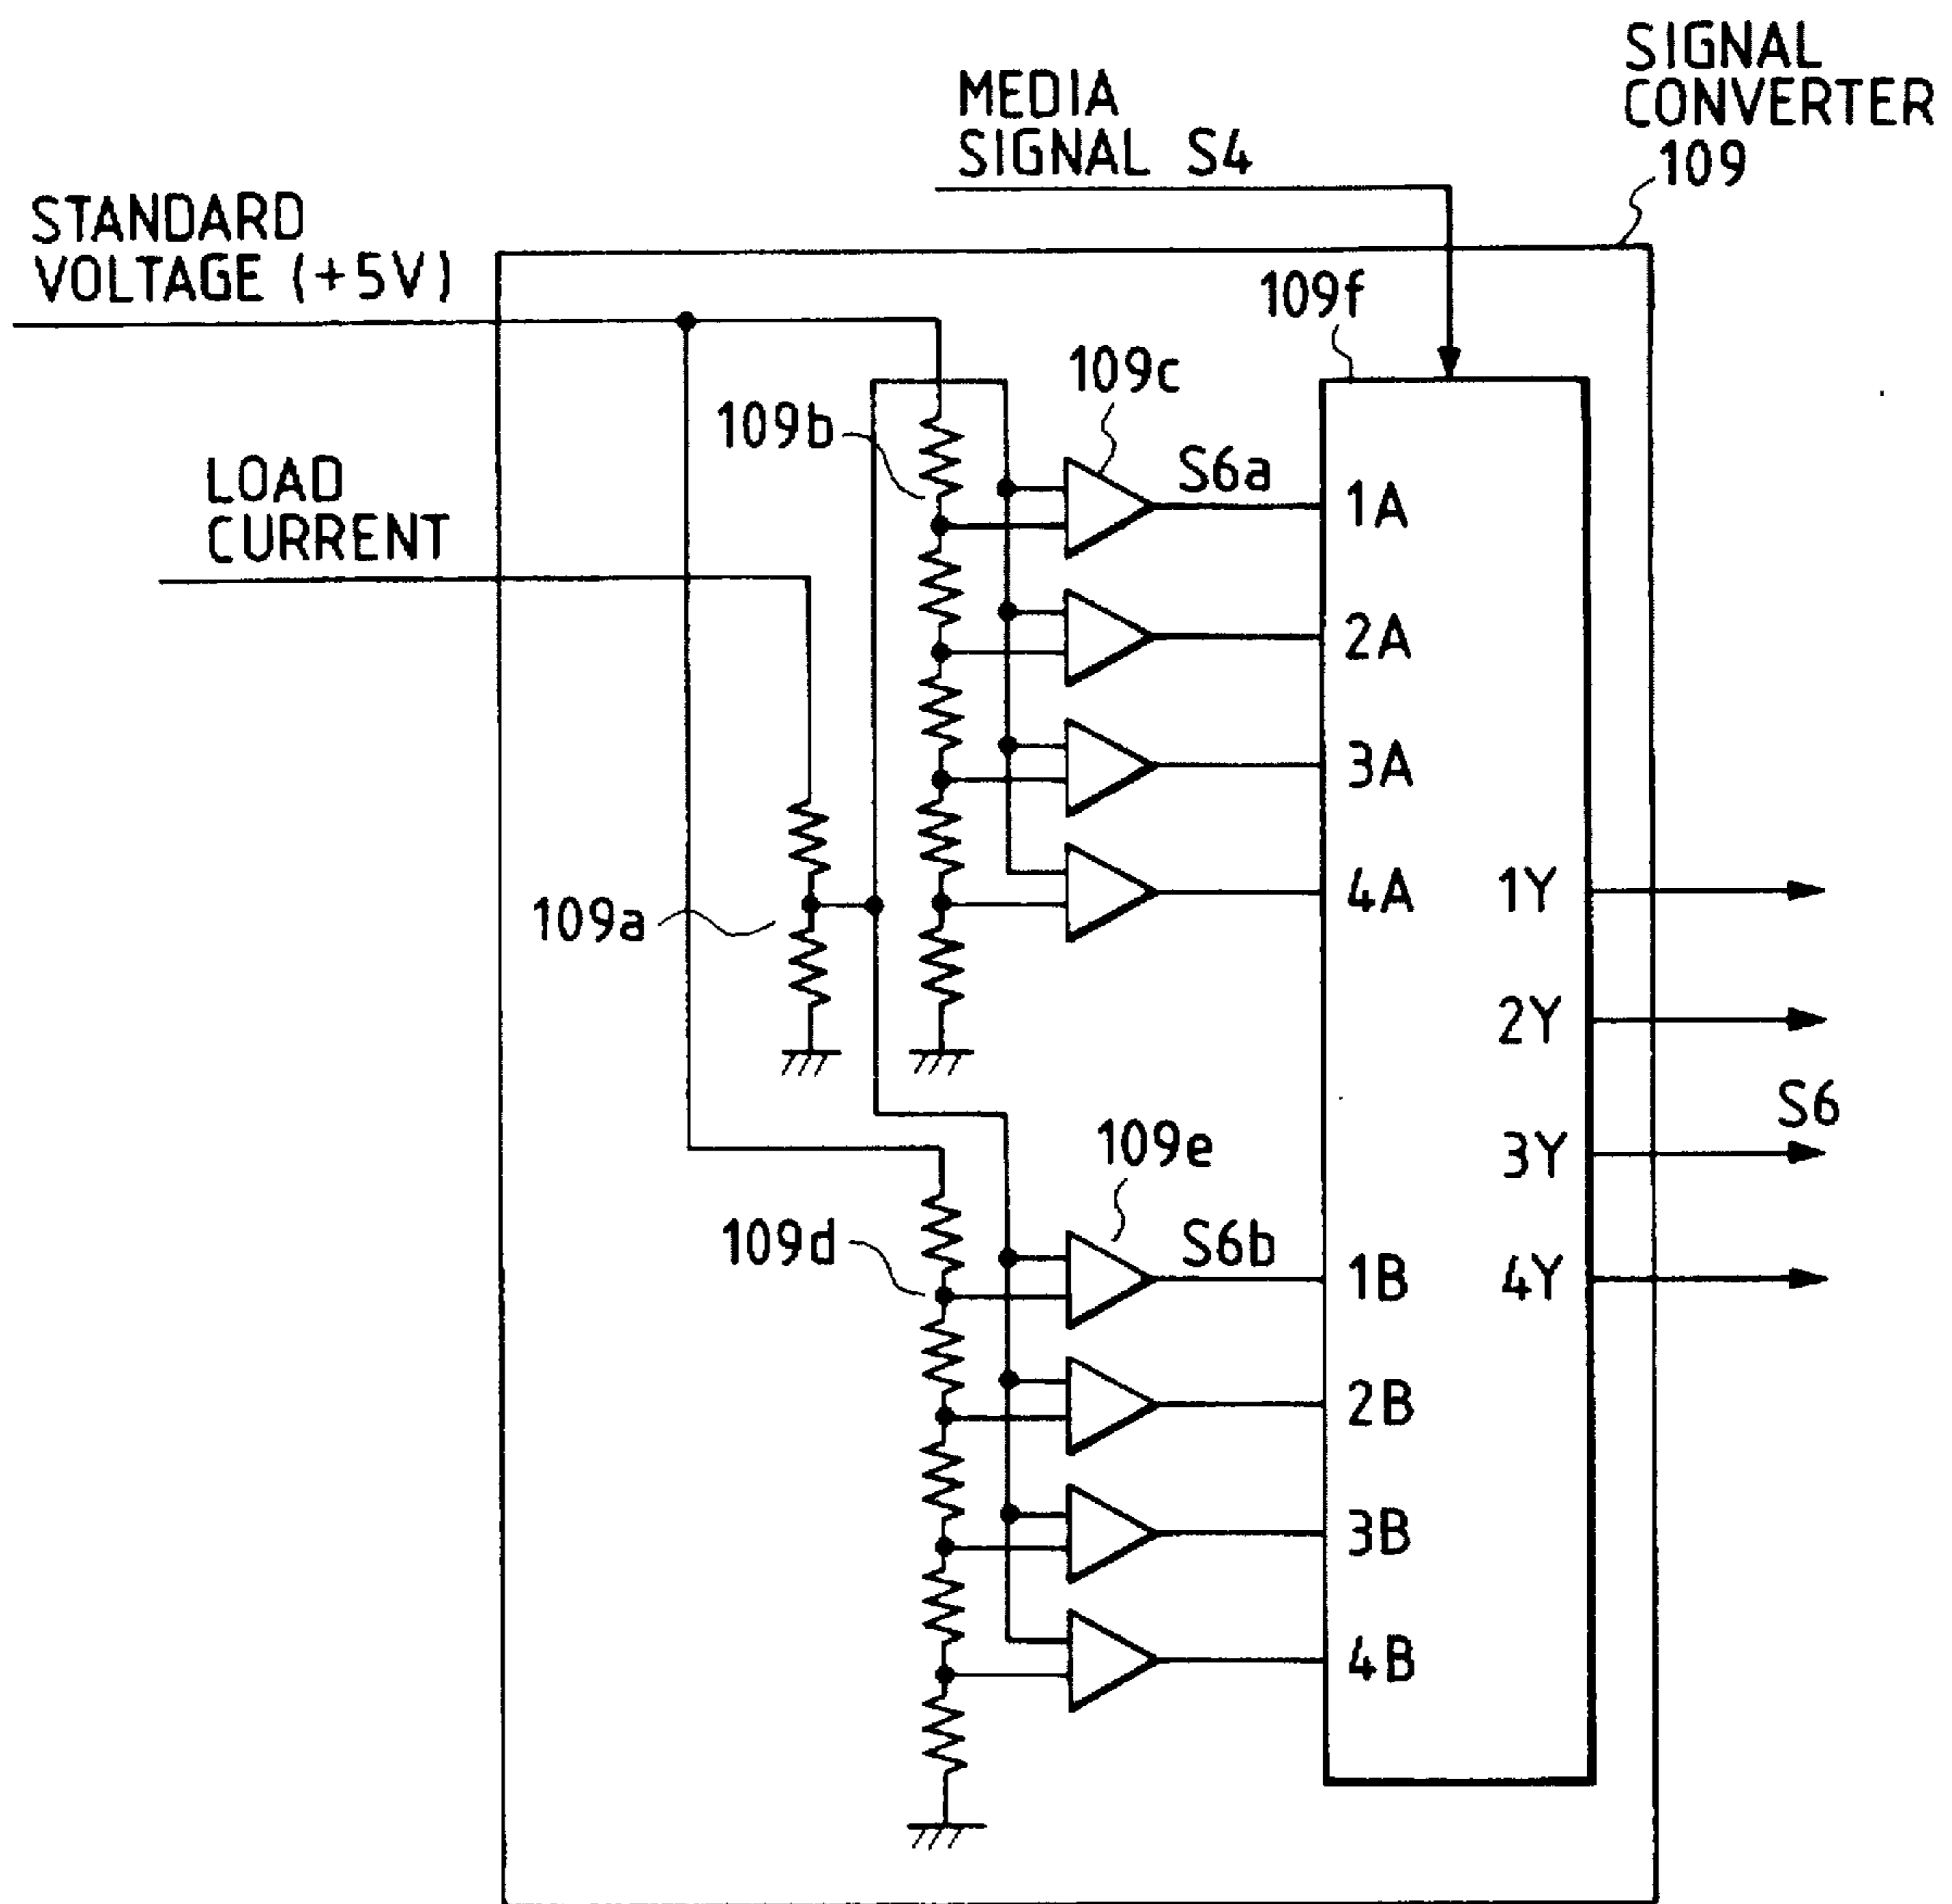 SIGNAL
CONVERTER
109
MEDIA
SIGNAL S4
STANDARD
VOLTAGE (+5V)
109f
109c
109b
S6a
LOAD
CURRENT
1A
2A
3A
4A
1Y
109a
2Y
S6
109e
3Y
109d
S6b
1B
4Y
2B
3B
4B